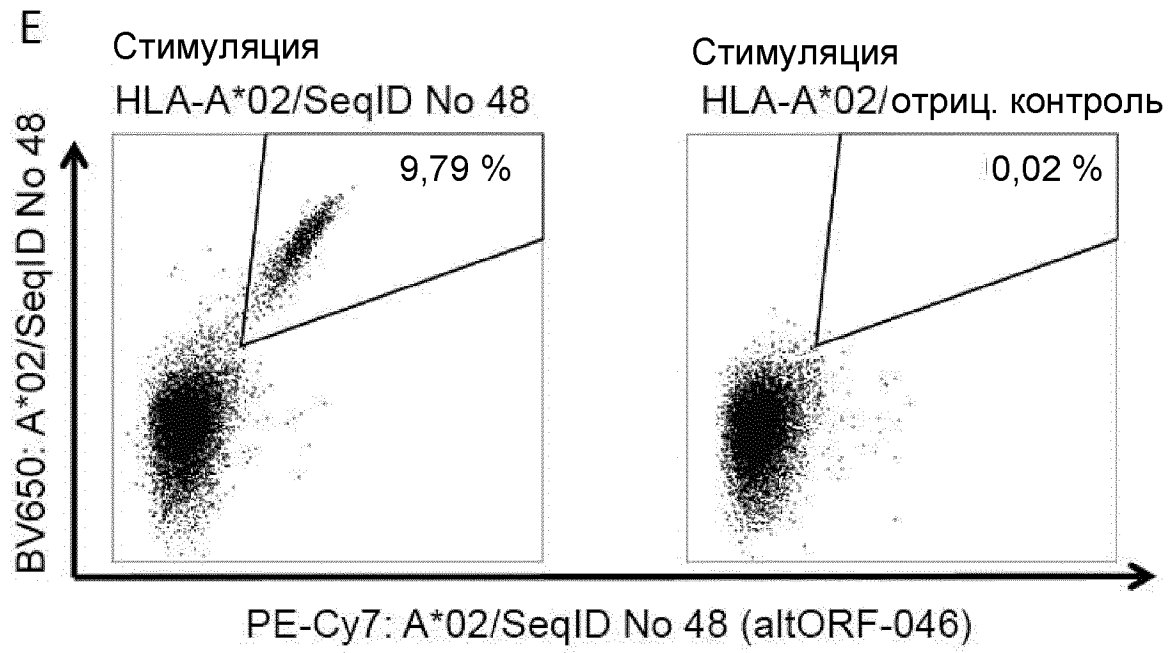 E
Стимуляция
HLA-A*02/SeqID No 48
9,79 %
Стимуляция
HLA-A*02/отриц. контроль
0,02 %
BV650: A*02/SeqID No 48
PE-Cy7: A*02/SeqID No 48 (altORF-046)